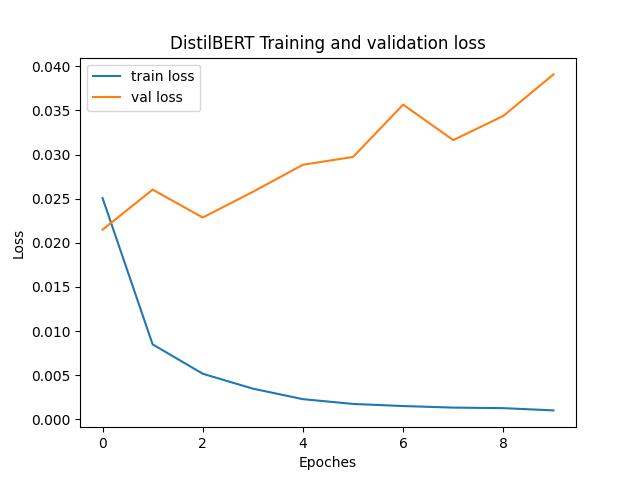 DistilBERT Training and validation loss
train loss
val loss
0.040
0.035
0.030
0.025
0.020
0.015
0.010
0.005
0.000
Loss
0 2 4 6 8
Epoches